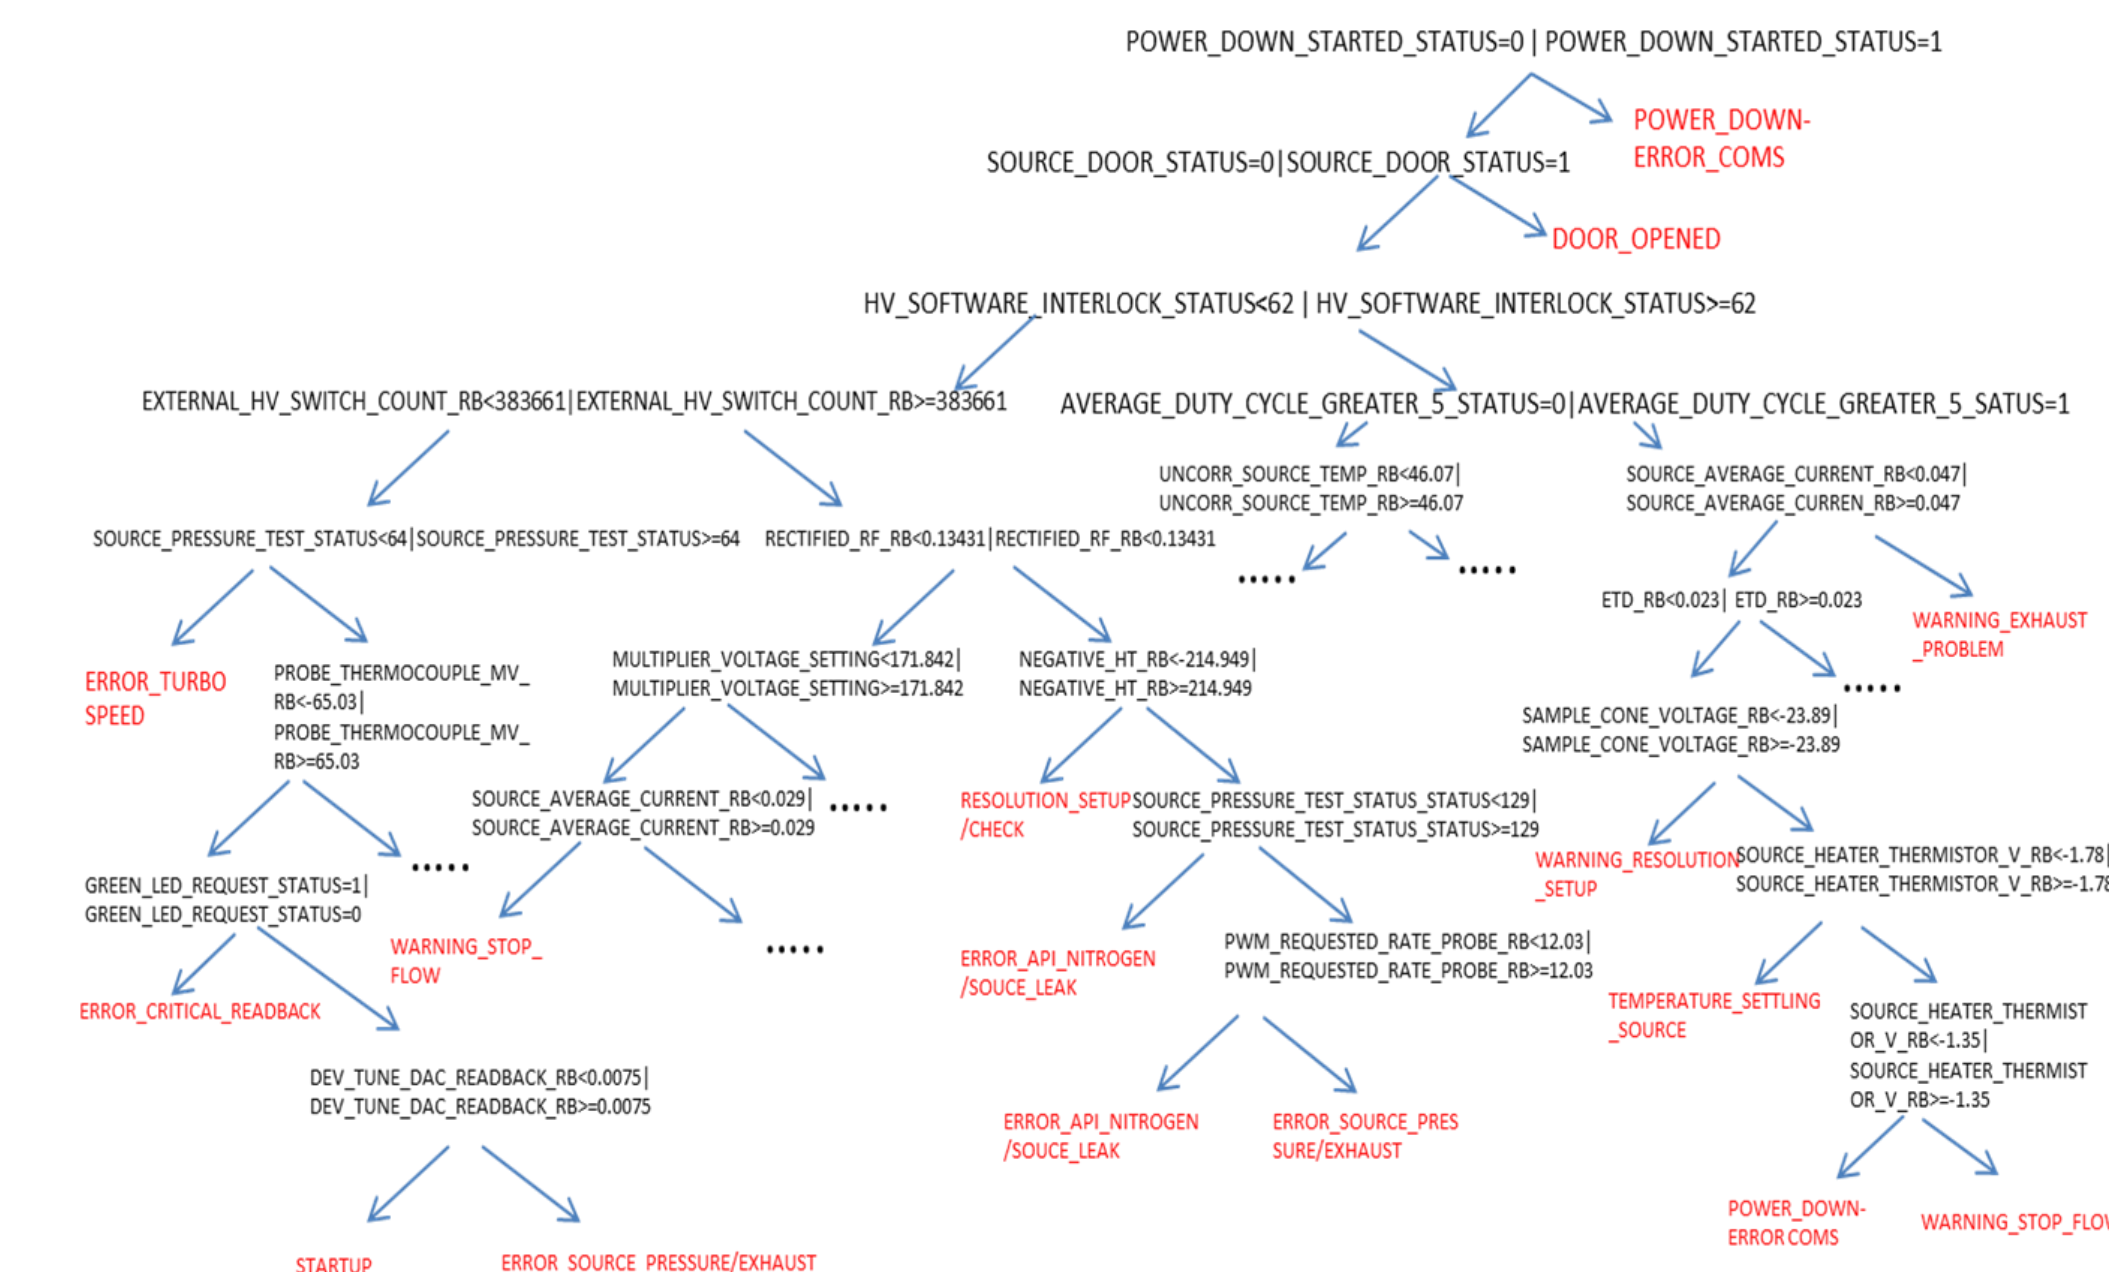 POWER_DOWN_STARTED_STATUS=0 | POWER_DOWN_STARTED_STATUS=1
POWER_DOWN-
ERROR_COMS
SOURCE_DOOR_STATUS=0|SOURCE_DOOR_STATUS=1
DOOR_OPENED
HV_SOFTWARE_INTERLOCK_STATUS<62 | HV_SOFTWARE_INTERLOCK_STATUS>=62
EXTERNAL_HV_SWITCH_COUNT_RB<383661|EXTERNAL_HV_SWITCH_COUNT_RB>=383661
AVERAGE_DUTY_CYCLE_GREATER_5_STATUS=0|AVERAGE_DUTY_CYCLE_GREATER_5_SATUS=1
UNCORR_SOURCE_TEMP_RB<46.07|
UNCORR_SOURCE_TEMP_RB>=46.07
SOURCE_AVERAGE_CURRENT_RB<0.047|
SOURCE_AVERAGE_CURREN_RB>=0.047
SOURCE_PRESSURE_TEST_STATUS<64|SOURCE_PRESSURE_TEST_STATUS>=64
RECTIFIED_RF_RB<0.13431|RECTIFIED_RF_RB<0.13431
.....
.....
ETD_RB<0.023| ETD_RB>=0.023
WARNING_EXHAUST
_PROBLEM
ERROR_TURBO
SPEED
PROBE_THERMOCOUPLE_MV_
RB<-65.03|
PROBE_THERMOCOUPLE_MV_
RB>=65.03
MULTIPLIER_VOLTAGE_SETTING<171.842|
MULTIPLIER_VOLTAGE_SETTING>=171.842
NEGATIVE_HT_RB<-214.949|
NEGATIVE_HT_RB>=214.949
.....
SAMPLE_CONE_VOLTAGE_RB<-23.89|
SAMPLE_CONE_VOLTAGE_RB>=-23.89
SOURCE_AVERAGE_CURRENT_RB<0.029|
SOURCE_AVERAGE_CURRENT_RB>=0.029
.....
RESOLUTION_SETUP
/CHECK
SOURCE_PRESSURE_TEST_STATUS_STATUS<129|
SOURCE_PRESSURE_TEST_STATUS_STATUS>=129
WARNING_RESOLUTION
_SETUP
SOURCE_HEATER_THERMISTOR_V_RB<-1.78|
SOURCE_HEATER_THERMISTOR_V_RB>=-1.78
.....
GREEN_LED_REQUEST_STATUS=1|
GREEN_LED_REQUEST_STATUS=0
WARNING_STOP_
FLOW
.....
ERROR_API_NITROGEN
/SOUCE_LEAK
PWM_REQUESTED_RATE_PROBE_RB<12.03|
PWM_REQUESTED_RATE_PROBE_RB>=12.03
ERROR_CRITICAL_READBACK
TEMPERATURE_SETTLING
_SOURCE
SOURCE_HEATER_THERMIST
OR_V_RB<-1.35|
SOURCE_HEATER_THERMIST
OR_V_RB>=-1.35
DEV_TUNE_DAC_READBACK_RB<0.0075|
DEV_TUNE_DAC_READBACK_RB>=0.0075
ERROR_API_NITROGEN
/SOUCE_LEAK
ERROR_SOURCE_PRES
SURE/EXHAUST
POWER_DOWN-
ERROR COMS
WARNING_STOP_FLOW
STARTUP
ERROR_SOURCE_PRESSURE/EXHAUST